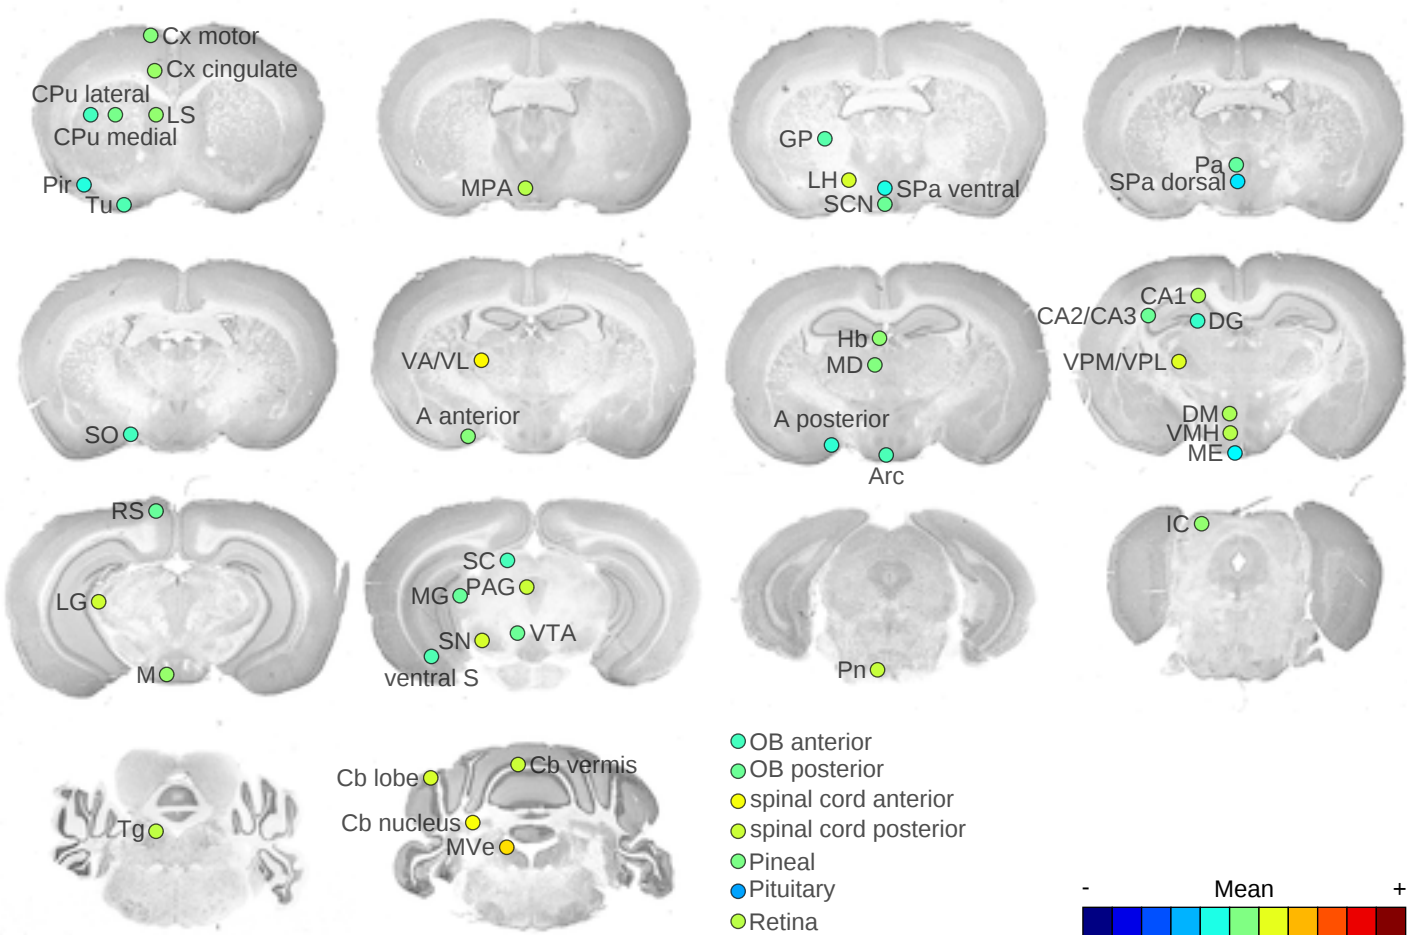 Cx motor
Cx cingulate
CPu lateral
LS
CPu medial
Pir
Tu
MPA
GP
LH
SPa ventral
SCN
Pa
SPa dorsal
SO
VA/VL
A anterior
Hb
MD
A posterior
Arc
CA1
CA2/CA3
DG
VPM/VPL
DM
VMH
ME
RS
LG
M
SC
PAG
MG
SN
VTA
ventral S
Pn
IC
Tg
Cb vermis
Cb lobe
Cb nucleus
MVe
OB anterior
OB posterior
spinal cord anterior
spinal cord posterior
Pineal
Pituitary
Retina
- Mean +